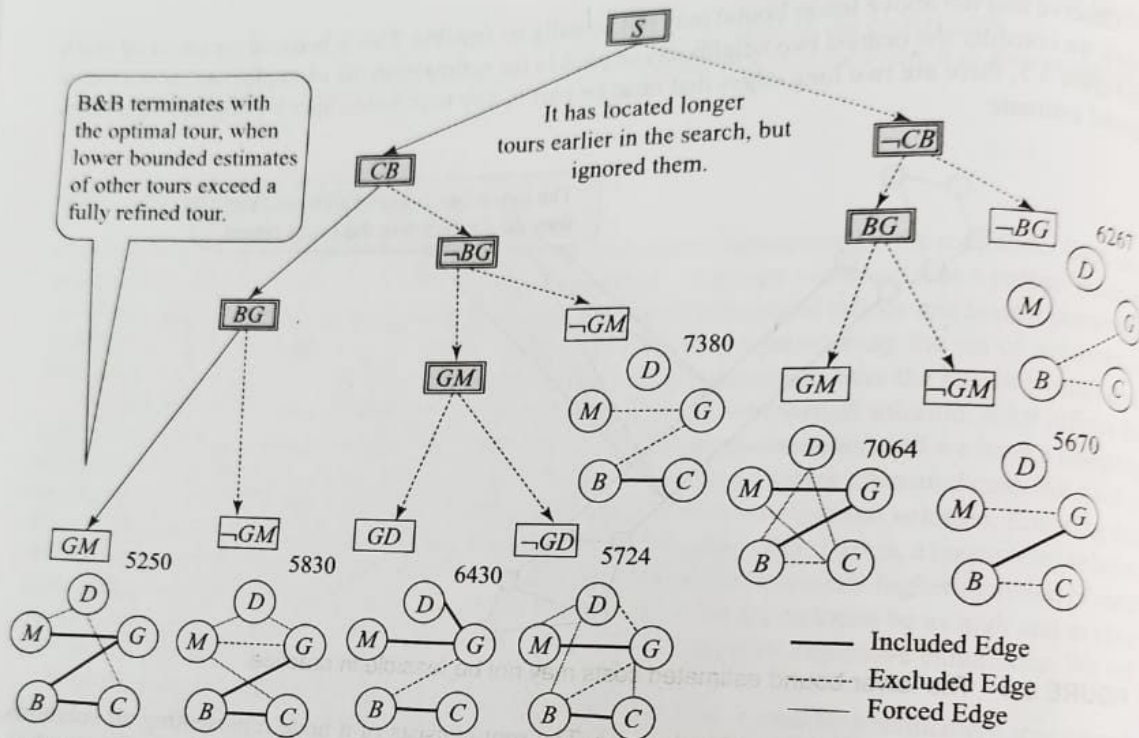 S
B&B terminates with
the optimal tour, when
lower bounded estimates
of other tours exceed a
fully refined tour.
It has located longer
tours earlier in the search, but
ignored them.
CB
¬CB
¬BG
BG
¬BG
6267
BG
GM
¬GM
7380
GM
¬GM
D
M
G
B
C
D
M
G
B
C
GM
5250
¬GM
5830
GD
6430
¬GD
5724
7064
5670
D
M
G
B
C
D
M
G
B
C
D
M
G
B
C
D
M
G
B
C
D
M
G
B
C
D
M
G
B
C
Included Edge
Excluded Edge
Forced Edge
FIGURE